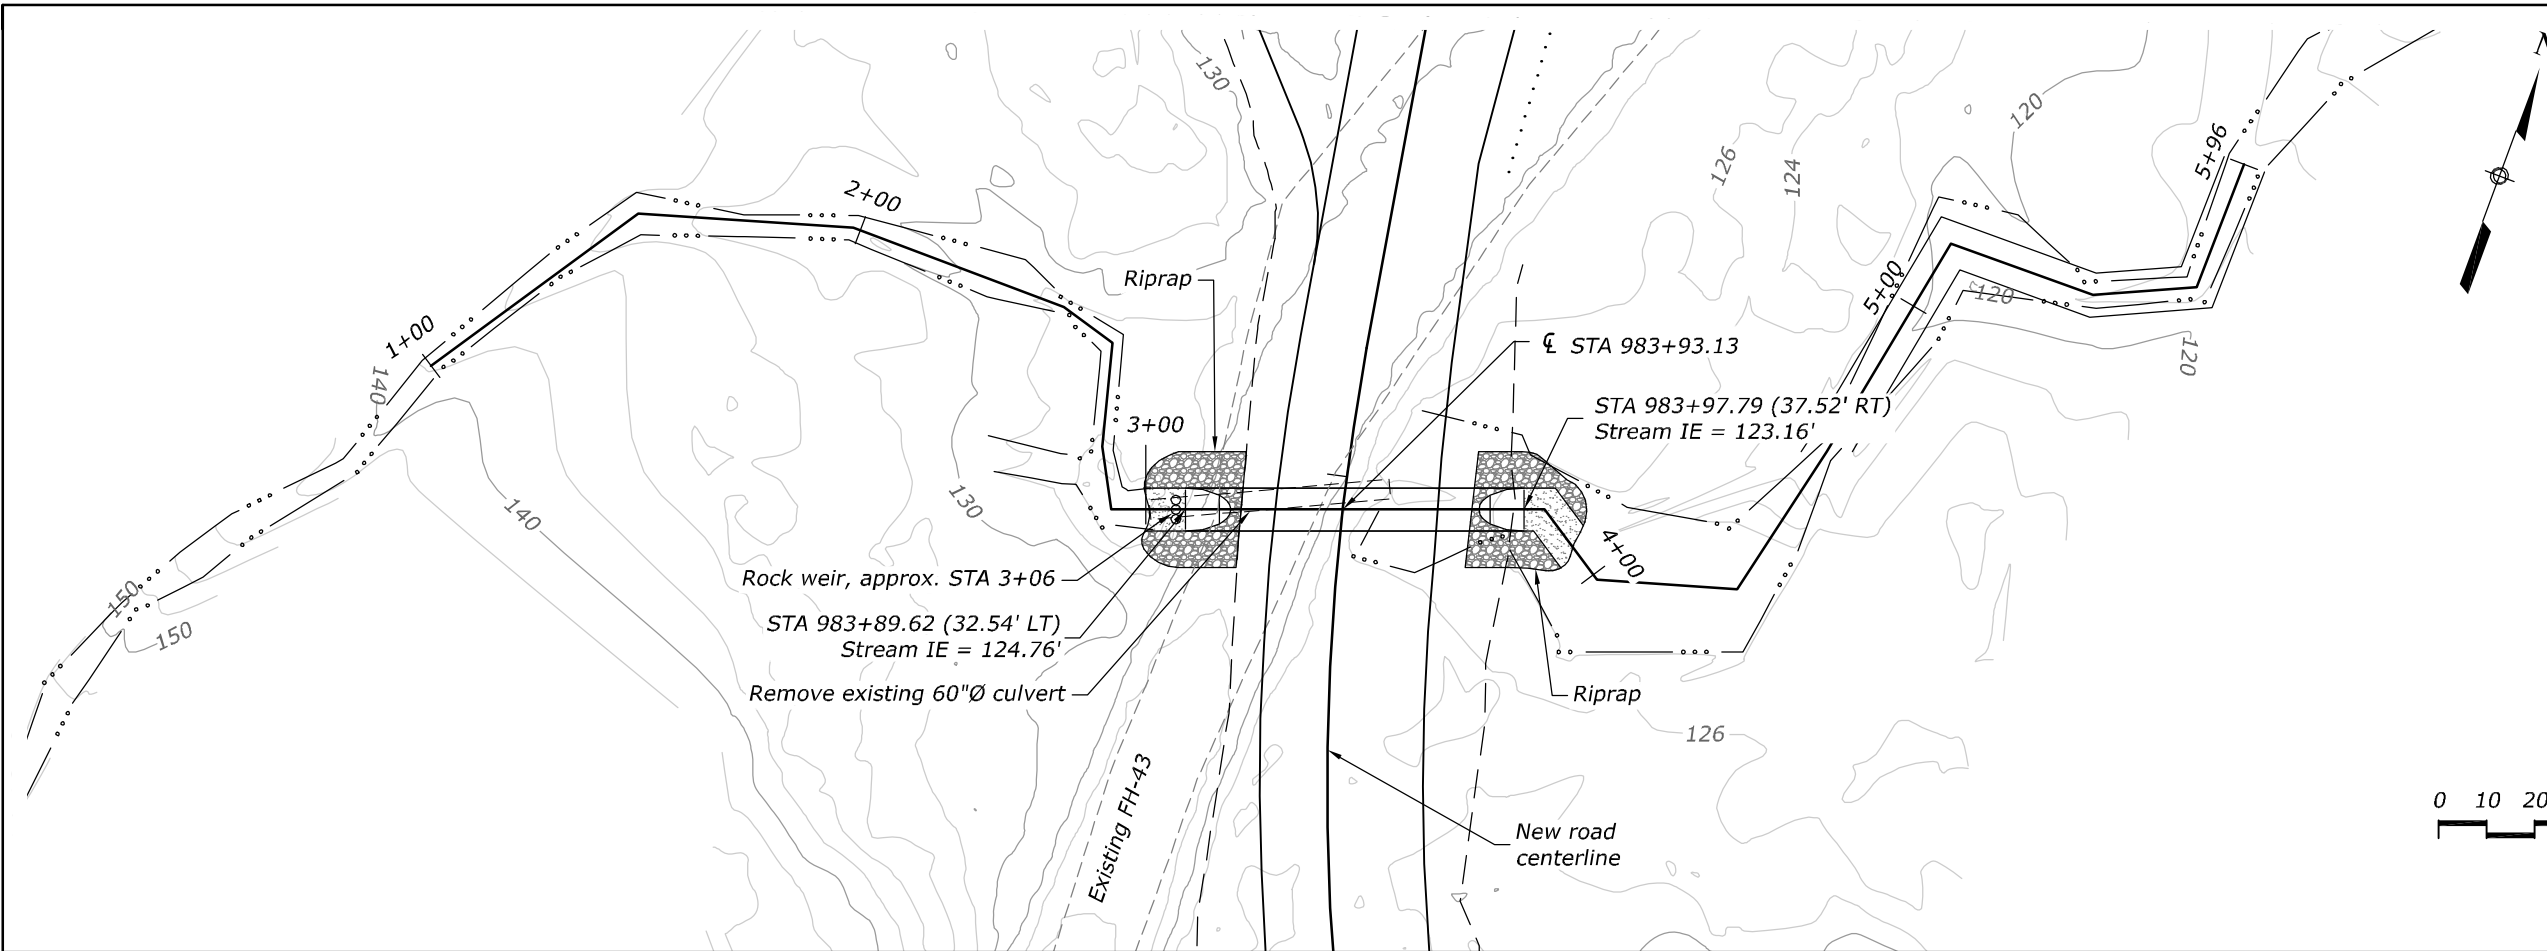 N
130
120
5+96
126
124
2+00
Riprap
5+00
120
1+00
℄ STA 983+93.13
120
140
STA 983+97.79 (37.52' RT)
Stream IE = 123.16'
3+00
130
140
4+00
Rock weir, approx. STA 3+06
150
STA 983+89.62 (32.54' LT)
Stream IE = 124.76'
150
Remove existing 60"Ø culvert
Riprap
126
Existing FH-43
0 10 20
New road
centerline